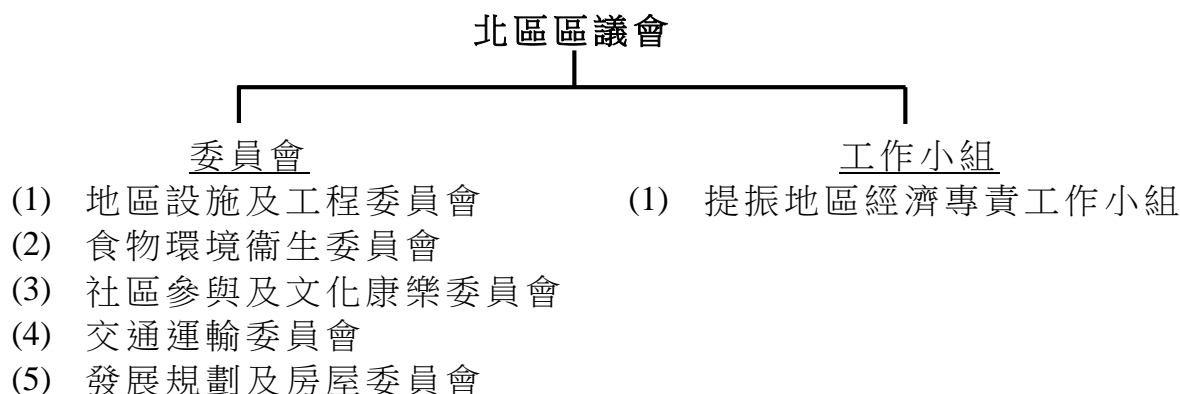 北區區議會
委員會
(1) 地區設施及工程委員會
(2) 食物環境衞生委員會
(3) 社區參與及文化康樂委員會
(4) 交通運輸委員會
(5) 發展規劃及房屋委員會
工作小組
(1) 提振地區經濟專責工作小組